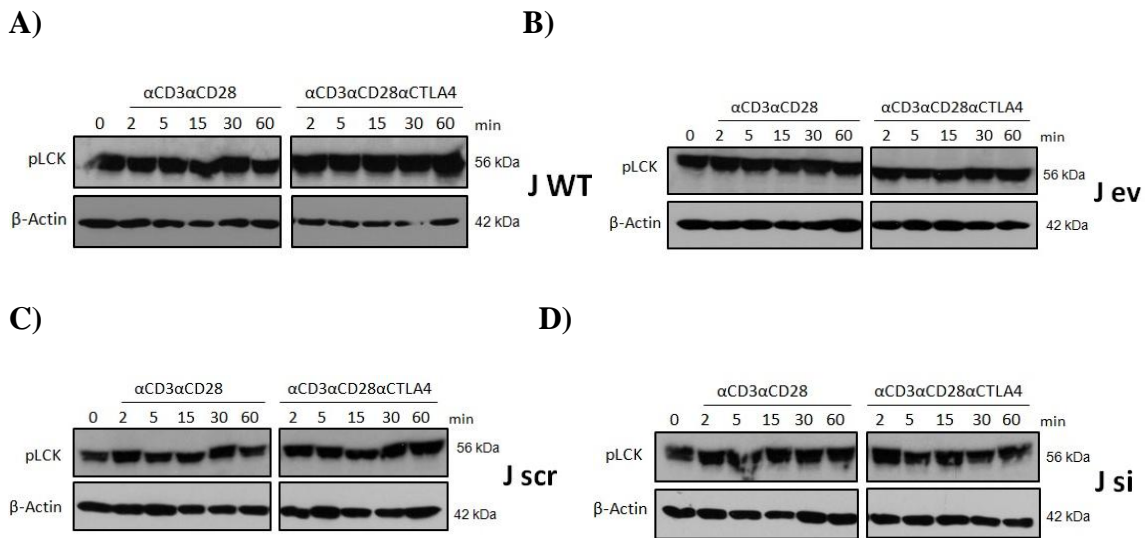 A)
αCD3αCD28 αCD3αCD28αCTLA4
0 2 5 15 30 60 2 5 15 30 60 min
pLCK 56 kDa
J WT
β-Actin 42 kDa
B)
αCD3αCD28 αCD3αCD28αCTLA4
0 2 5 15 30 60 2 5 15 30 60 min
pLCK 56 kDa
J ev
β-Actin 42 kDa
C)
αCD3αCD28 αCD3αCD28αCTLA4
0 2 5 15 30 60 2 5 15 30 60 min
pLCK 56 kDa
J scr
β-Actin 42 kDa
D)
αCD3αCD28 αCD3αCD28αCTLA4
0 2 5 15 30 60 2 5 15 30 60 min
pLCK 56 kDa
J si
β-Actin 42 kDa